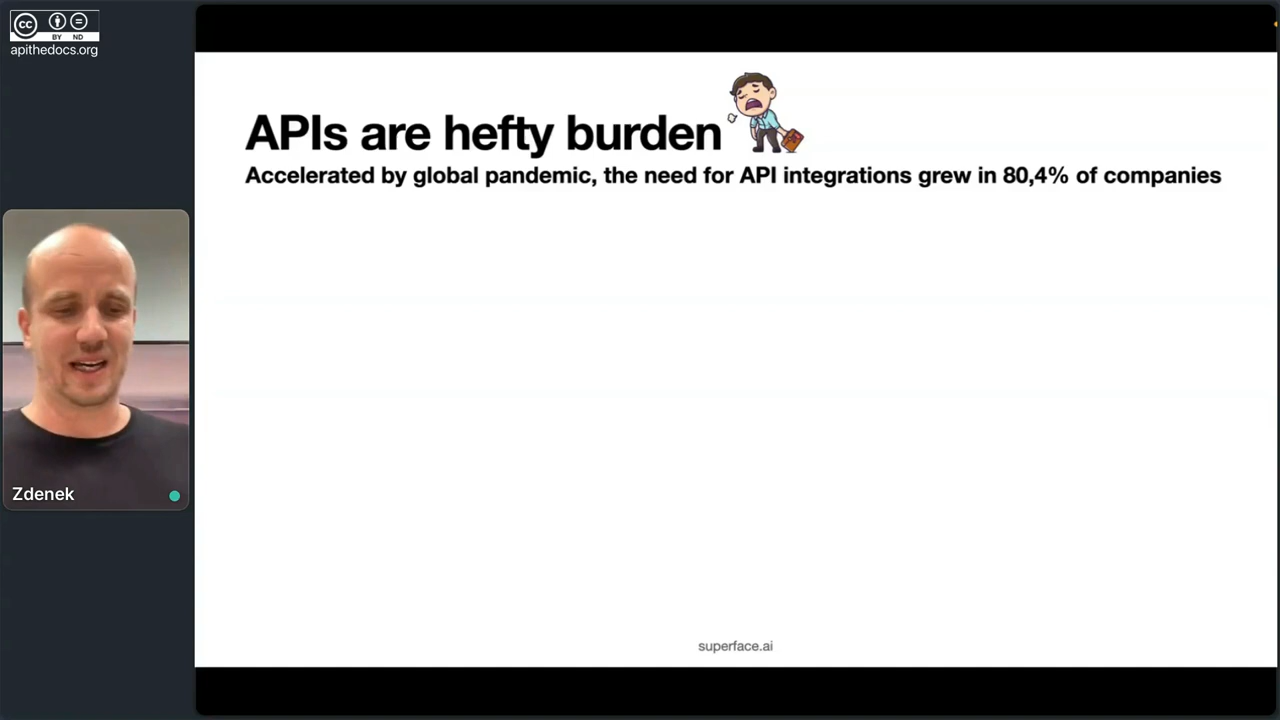 cc
BY ND
apithedocs.org
APIs are hefty burden
Accelerated by global pandemic, the need for API integrations grew in 80,4% of companies
Zdenek
superface.ai